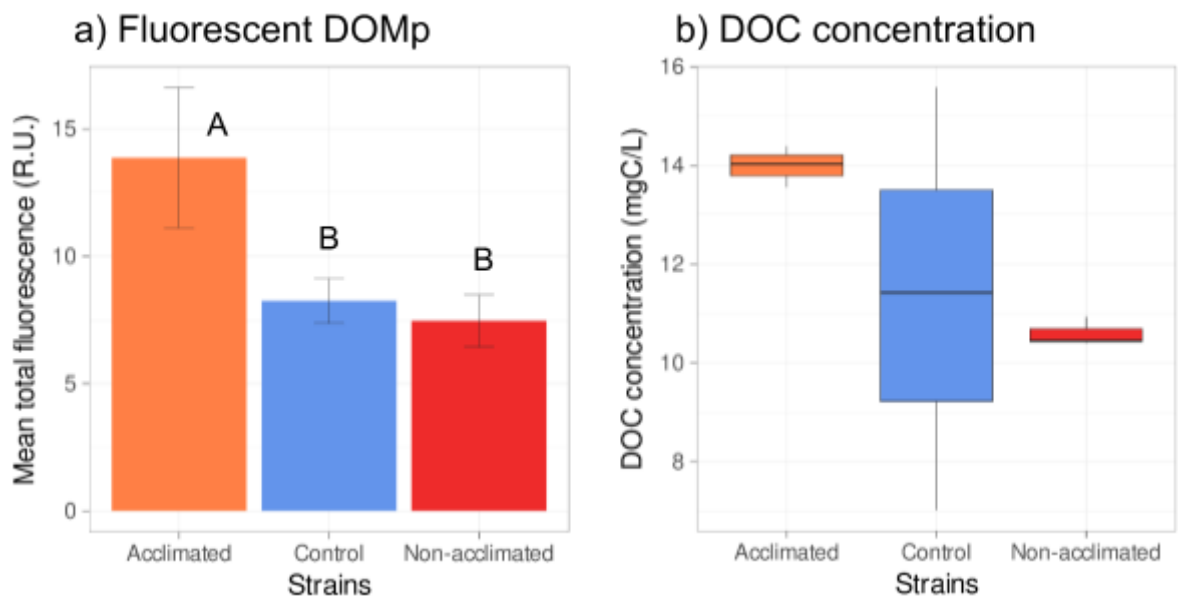 a) Fluorescent DOMp
Mean total fluorescence (R.U.)
15
10
5
0
A
B
B
Acclimated
Control
Non-acclimated
Strains
b) DOC concentration
DOC concentration (mgC/L)
16
14
12
10
8
Acclimated
Control
Non-acclimated
Strains